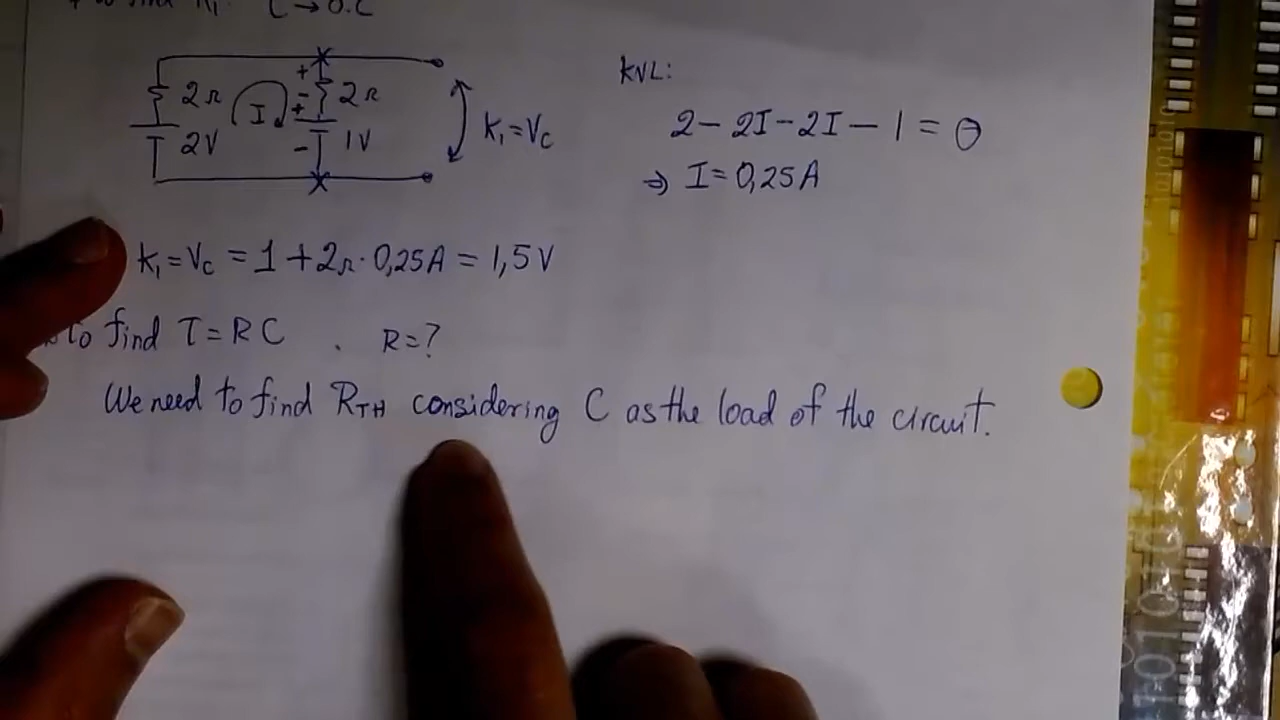 C → O.C
+
2Ω I - 2Ω
+
2V - 1V K₁=Vc
KVL:
2 - 2I - 2I - 1 = 0
⇒ I = 0,25A
K₁ = Vc = 1 + 2Ω · 0,25A = 1,5V
to find T = RC . R = ?
We need to find RTH considering C as the load of the circuit.